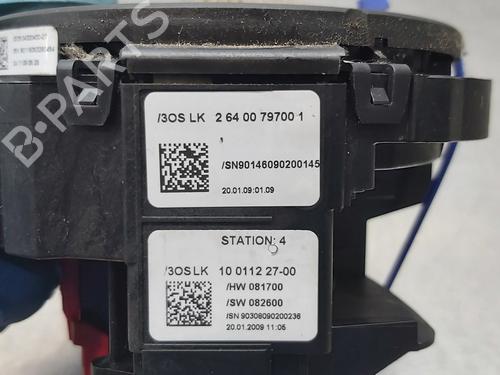 /3OS LK 2 64 00 79700 1
/SN90146090200145
20.01.09:01.09
STATION: 4
/3OS LK 10 0112 27-00
/HW 081700
/SW 082600
/SN 90308090200236
20.01.2009 11:05
B-PARTS